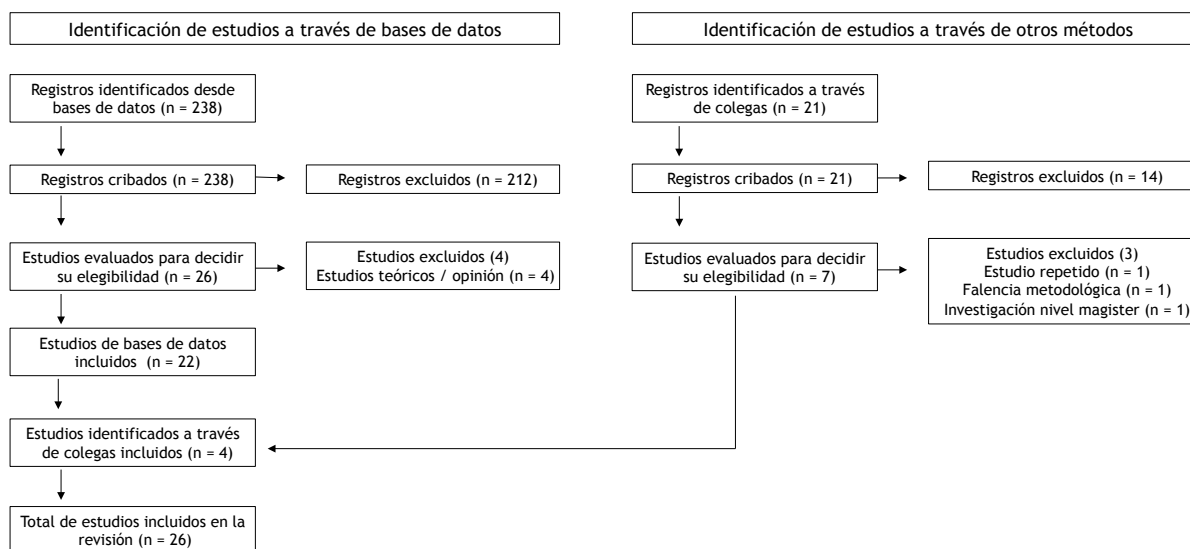 Identificación de estudios a través de bases de datos
Identificación de estudios a través de otros métodos
Registros identificados desde
bases de datos (n = 238)
Registros identificados a través
de colegas (n = 21)
Registros cribados (n = 238)
Registros excluidos (n = 212)
Registros cribados (n = 21)
Registros excluidos (n = 14)
Estudios evaluados para decidir
su elegibilidad (n = 26)
Estudios excluidos (4)
Estudios teóricos / opinión (n = 4)
Estudios evaluados para decidir
su elegibilidad (n = 7)
Estudios excluidos (3)
Estudio repetido (n = 1)
Falencia metodológica (n = 1)
Investigación nivel magister (n = 1)
Estudios de bases de datos
incluidos (n = 22)
Estudios identificados a través
de colegas incluidos (n = 4)
Total de estudios incluidos en la
revisión (n = 26)